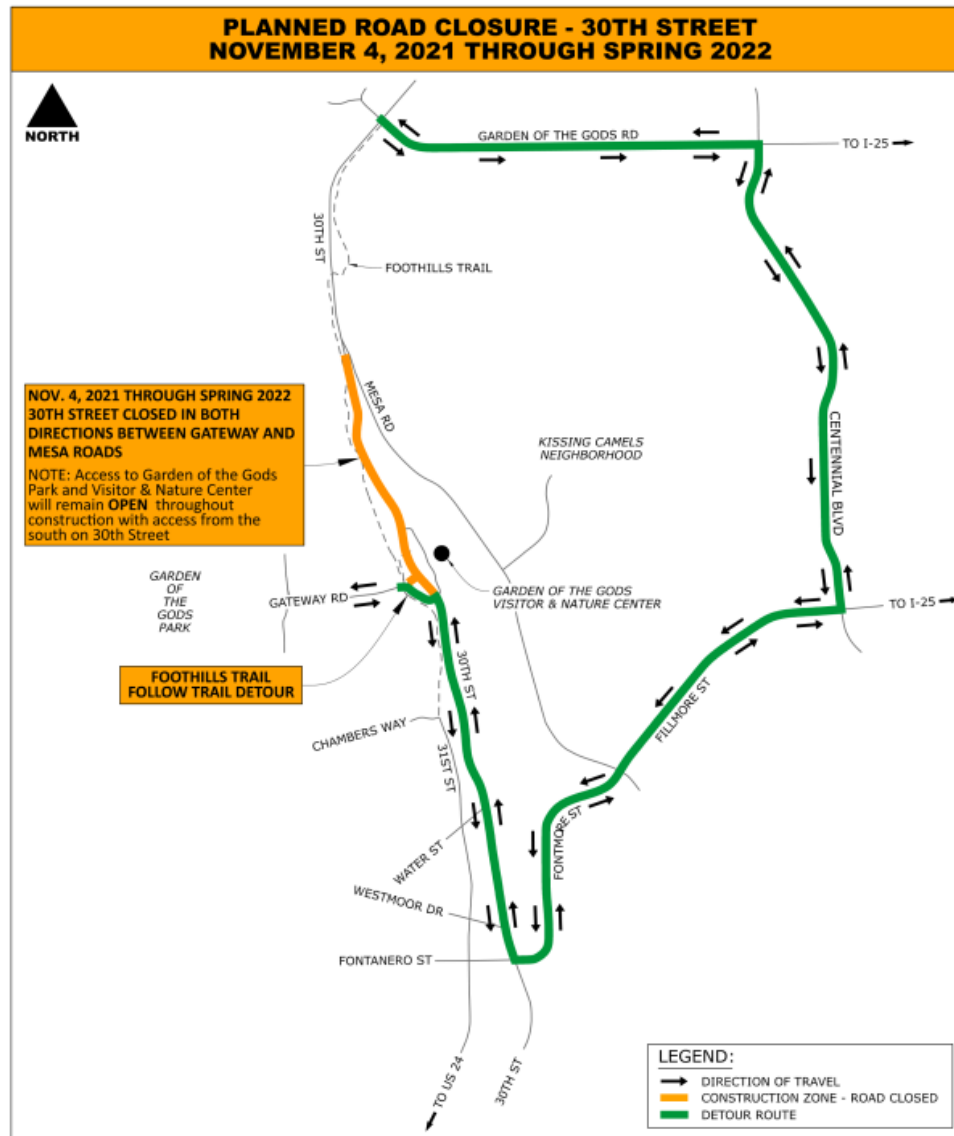 PLANNED ROAD CLOSURE - 30TH STREET
NOVEMBER 4, 2021 THROUGH SPRING 2022
NORTH
GARDEN OF THE GODS RD
TO I-25
30TH ST
FOOTHILLS TRAIL
MESA RD
NOV. 4, 2021 THROUGH SPRING 2022
30TH STREET CLOSED IN BOTH
DIRECTIONS BETWEEN GATEWAY AND
MESA ROADS
NOTE: Access to Garden of the Gods
Park and Visitor & Nature Center
will remain OPEN throughout
construction with access from the
south on 30th Street
KISSING CAMELS
NEIGHBORHOOD
CENTENNIAL BLVD
GARDEN
OF
THE
GODS
PARK
GATEWAY RD
GARDEN OF THE GODS
VISITOR & NATURE CENTER
TO I-25
FOOTHILLS TRAIL
FOLLOW TRAIL DETOUR
30TH ST
FILLMORE ST
CHAMBERS WAY
31ST ST
FONTMORE ST
WATER ST
WESTMOOR DR
FONTANERO ST
TO US 24
30TH ST
LEGEND:
DIRECTION OF TRAVEL
CONSTRUCTION ZONE - ROAD CLOSED
DETOUR ROUTE